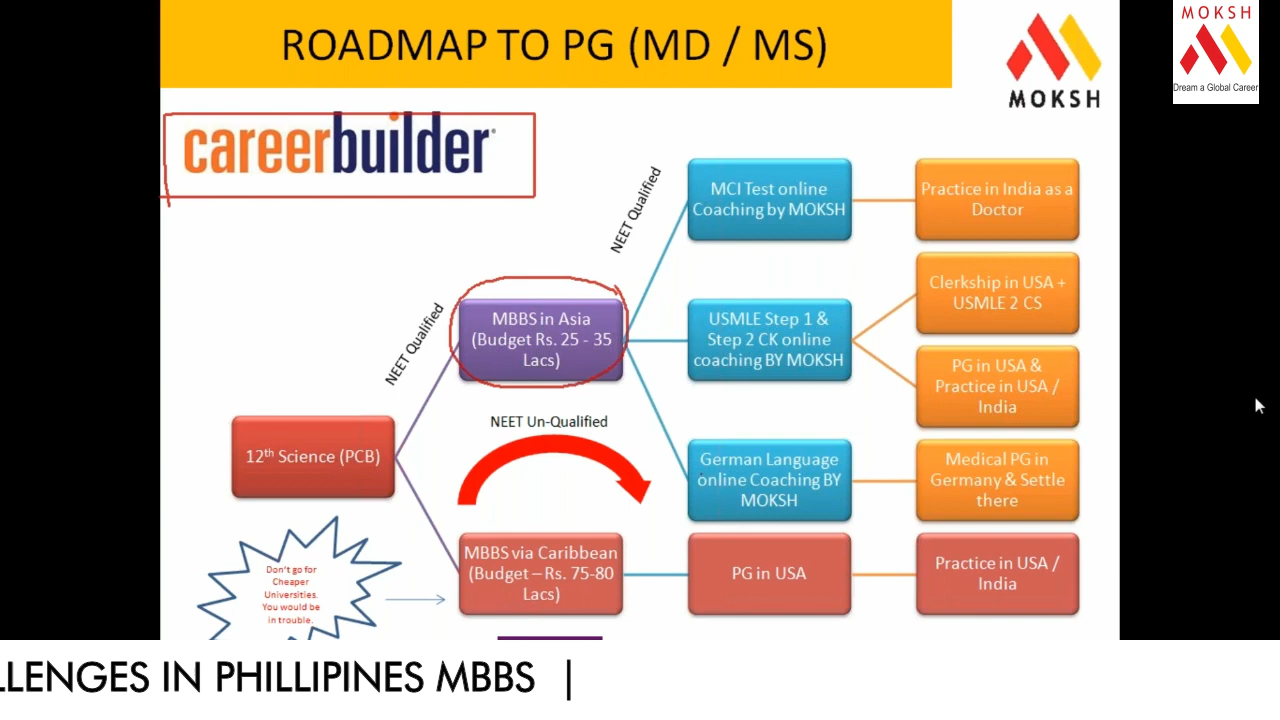 ROADMAP TO PG (MD / MS)
MOKSH
MOKSH
Dream a Global Career
careerbuilder
NEET Qualified
NEET Qualified
12th Science (PCB)
MBBS in Asia
(Budget Rs. 25 - 35
Lacs)
NEET Un-Qualified
MBBS via Caribbean
(Budget – Rs. 75-80
Lacs)
MCI Test online
Coaching by MOKSH
USMLE Step 1 &
Step 2 CK online
coaching BY MOKSH
German Language
online Coaching BY
MOKSH
PG in USA
Practice in India as a
Doctor
Clerkship in USA +
USMLE 2 CS
PG in USA &
Practice in USA /
India
Medical PG in
Germany & Settle
there
Practice in USA /
India
Don't go for
Cheaper
Universities.
You would be
in trouble.
LLENGES IN PHILLIPINES MBBS |